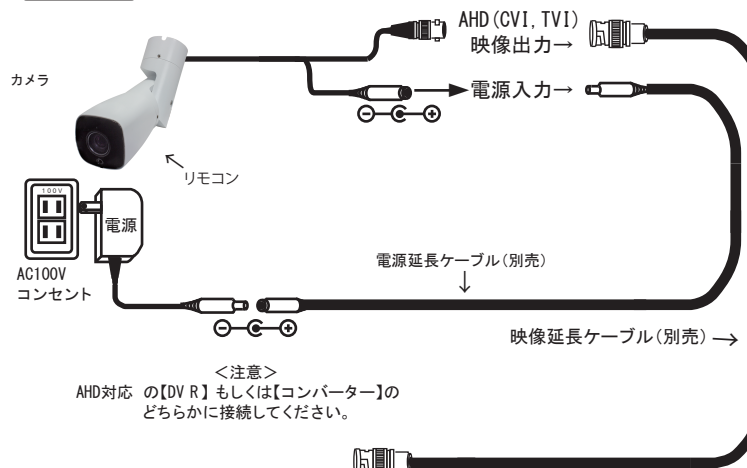 AHD(CVI,TVI)
映像出力→
カメラ
電源入力→
リモコン
100V
電源
AC100V
コンセント
電源延長ケーブル(別売)
↓
映像延長ケーブル(別売)→
<注意>
AHD対応 の【DVR】もしくは【コンバーター】の
どちらかに接続してください。